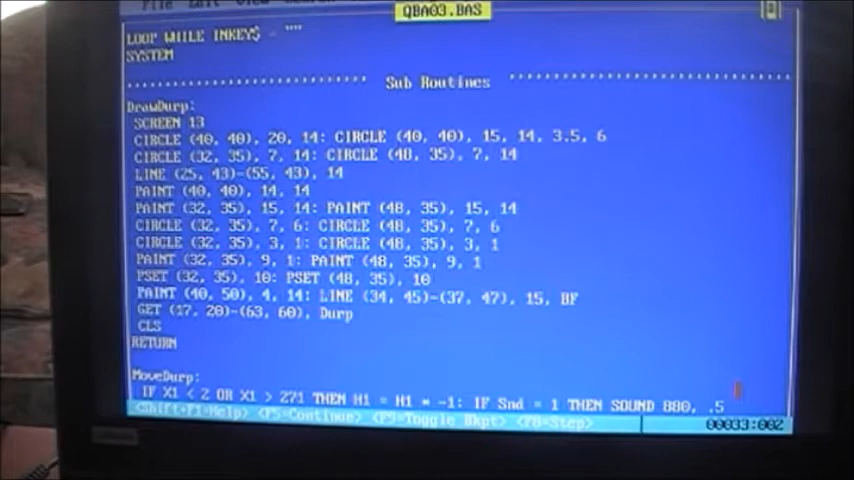 File Edit View Search
QBA03.BAS
LOOP WHILE INKEY$ = ""
SYSTEM
'''''''''''''''''''''''''''''' Sub Routines ''''''''''''''''''''''''''''''''''''
DrawDurp:
SCREEN 13
CIRCLE (40, 40), 20, 14: CIRCLE (40, 40), 15, 14, 3.5, 6
CIRCLE (32, 35), 7, 14: CIRCLE (48, 35), 7, 14
LINE (25, 43)-(55, 43), 14
PAINT (40, 40), 14, 14
PAINT (32, 35), 15, 14: PAINT (48, 35), 15, 14
CIRCLE (32, 35), 7, 6: CIRCLE (48, 35), 7, 6
CIRCLE (32, 35), 3, 1: CIRCLE (48, 35), 3, 1
PAINT (32, 35), 9, 1: PAINT (48, 35), 9, 1
PSET (32, 35), 10: PSET (48, 35), 10
PAINT (40, 50), 4, 14: LINE (34, 45)-(37, 47), 15, BF
GET (17, 20)-(63, 60), Durp
CLS
RETURN
MoveDurp:
IF X1 < 2 OR X1 > 271 THEN H1 = H1 * -1: IF Snd = 1 THEN SOUND 880, .5
<Shift+F1=Help> <F5=Continue> <F9=Toggle Bkpt> <F8=Step> 00033:002